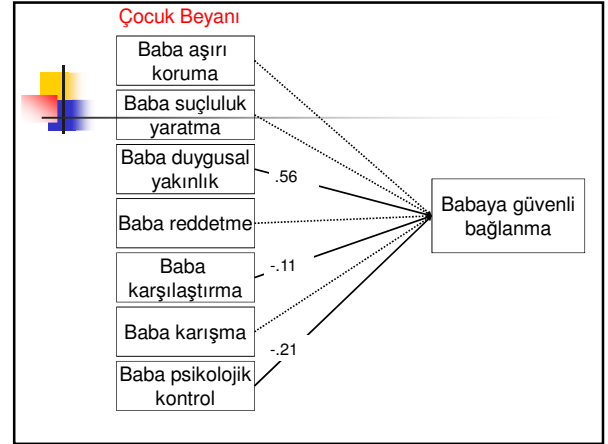 Çocuk Beyanı
Baba aşırı
koruma
Baba suçluluk
yaratma
Baba duygusal
yakınlık
.56
Baba reddetme
Babaya güvenli
bağlanma
Baba
karşılaştırma
-.11
Baba karışma
-.21
Baba psikolojik
kontrol